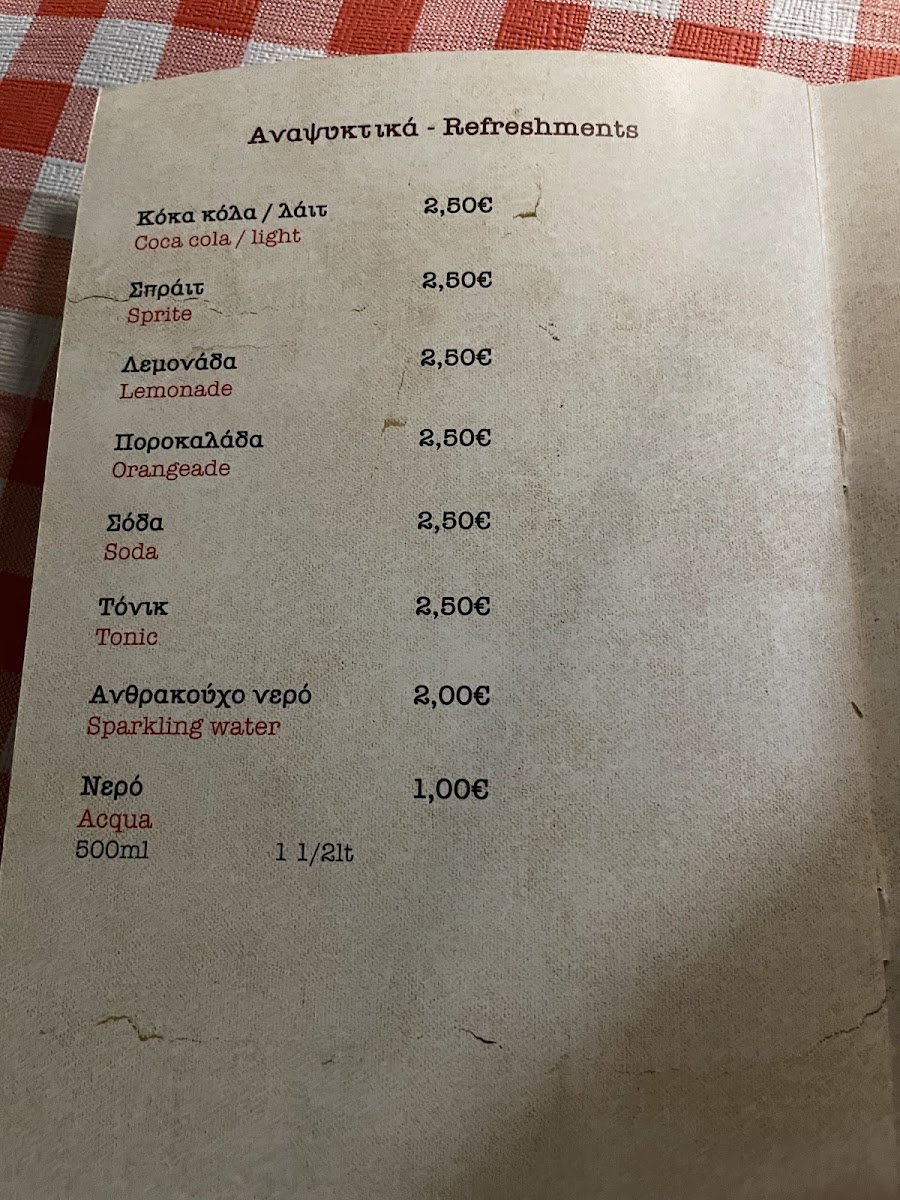 Αναψυκτικά - Refreshments
Κόκα κόλα / λάιτ 2,50€
Coca cola / light
Σπράιτ 2,50€
Sprite
Λεμονάδα 2,50€
Lemonade
Ποροκαλάδα 2,50€
Orangeade
Σόδα 2,50€
Soda
Τόνικ 2,50€
Tonic
Ανθρακούχο νερό 2,00€
Sparkling water
Νερό 1,00€
Acqua
500ml 1 1/2lt